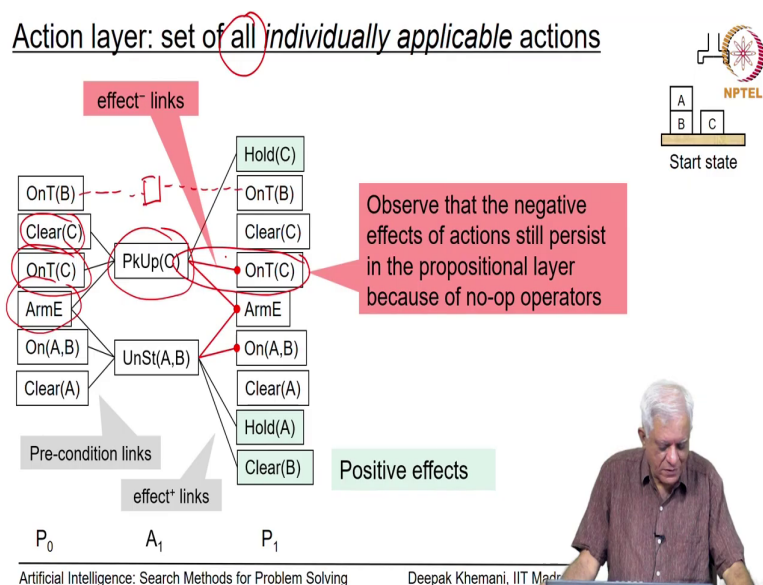 Action layer: set of all individually applicable actions
NPTEL
A
B
C
Start state
effect⁻ links
Hold(C)
OnT(B)
OnT(B)
Clear(C)
Clear(C)
PkUp(C)
OnT(C)
OnT(C)
ArmE
ArmE
On(A,B)
UnSt(A,B)
On(A,B)
Clear(A)
Clear(A)
Hold(A)
Clear(B)
Observe that the negative
effects of actions still persist
in the propositional layer
because of no-op operators
Pre-condition links
effect⁺ links
Positive effects
P₀
A₁
P₁
Artificial Intelligence: Search Methods for Problem Solving
Deepak Khemani, IIT